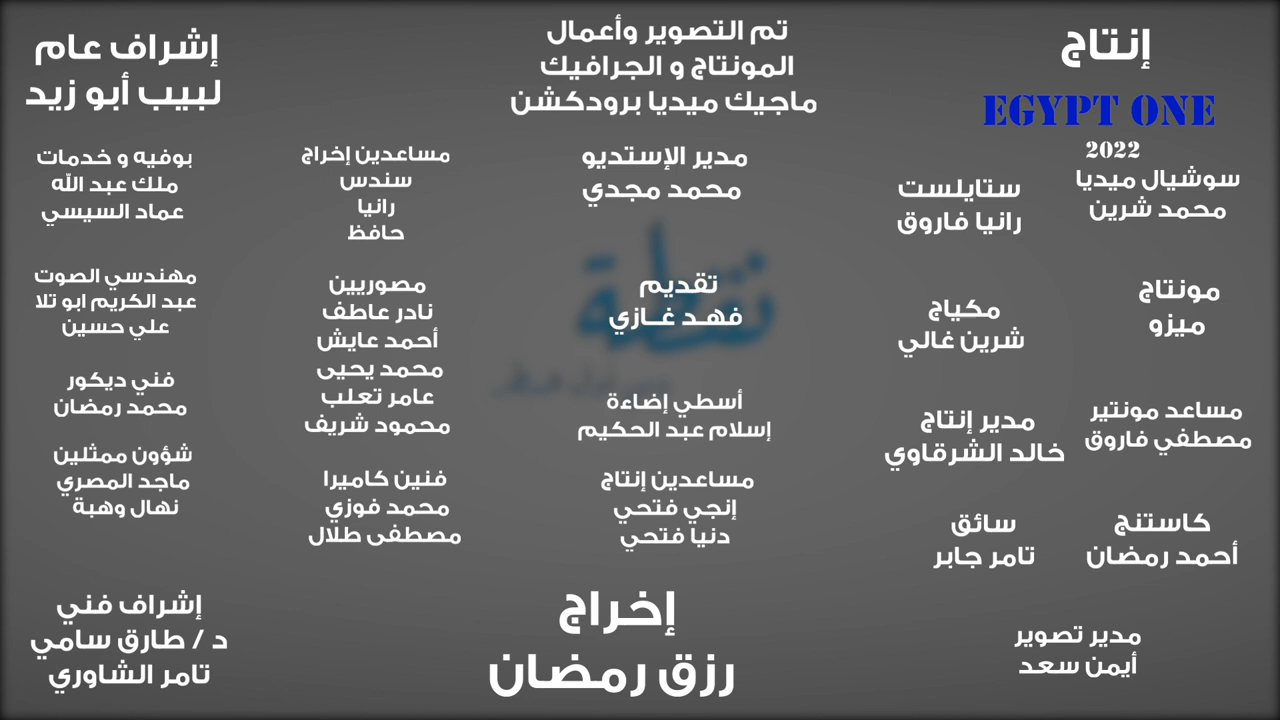 إنتاج
EGYPT ONE
2022
سوشيال ميديا
محمد شرين
ستايلست
رانيا فاروق
مونتاج
ميزو
مكياج
شرين غالي
مساعد مونتير
مصطفي فاروق
مدير إنتاج
خالد الشرقاوي
كاستنج
أحمد رمضان
سائق
تامر جابر
مدير تصوير
أيمن سعد
تم التصوير وأعمال
المونتاج و الجرافيك
ماجيك ميديا برودكشن
مدير الإستديو
محمد مجدي
تقديم
فهـد غـازي
نقطة
أسطي إضاءة
إسلام عبد الحكيم
مساعدين إنتاج
إنجي فتحي
دنيا فتحي
إخراج
رزق رمضان
مساعدين إخراج
سندس
رانيا
حافظ
مصوريين
نادر عاطف
أحمد عايش
محمد يحيى
عامر تعلب
محمود شريف
فنين كاميرا
محمد فوزي
مصطفى طلال
إشراف عام
لبيب أبو زيد
بوفيه و خدمات
ملك عبد الله
عماد السيسي
مهندسي الصوت
عبد الكريم ابو تلا
علي حسين
فني ديكور
محمد رمضان
شؤون ممثلين
ماجد المصري
نهال وهبة
إشراف فني
د / طارق سامي
تامر الشاوري